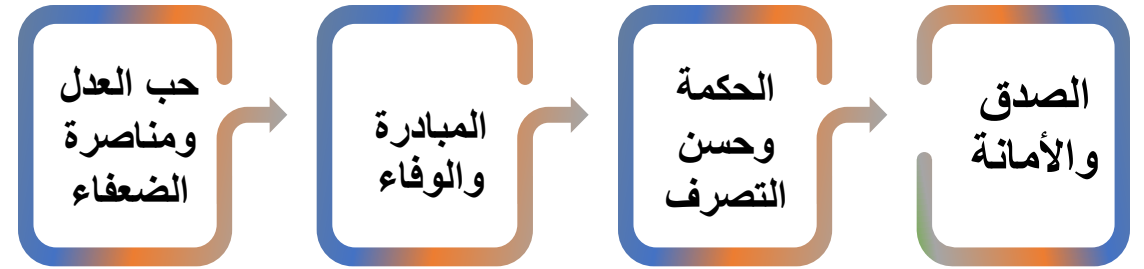 الصدق
والأمانة
الحكمة
وحسن
التصرف
المبادرة
والوفاء
حب العدل
ومناصرة
الضعفاء